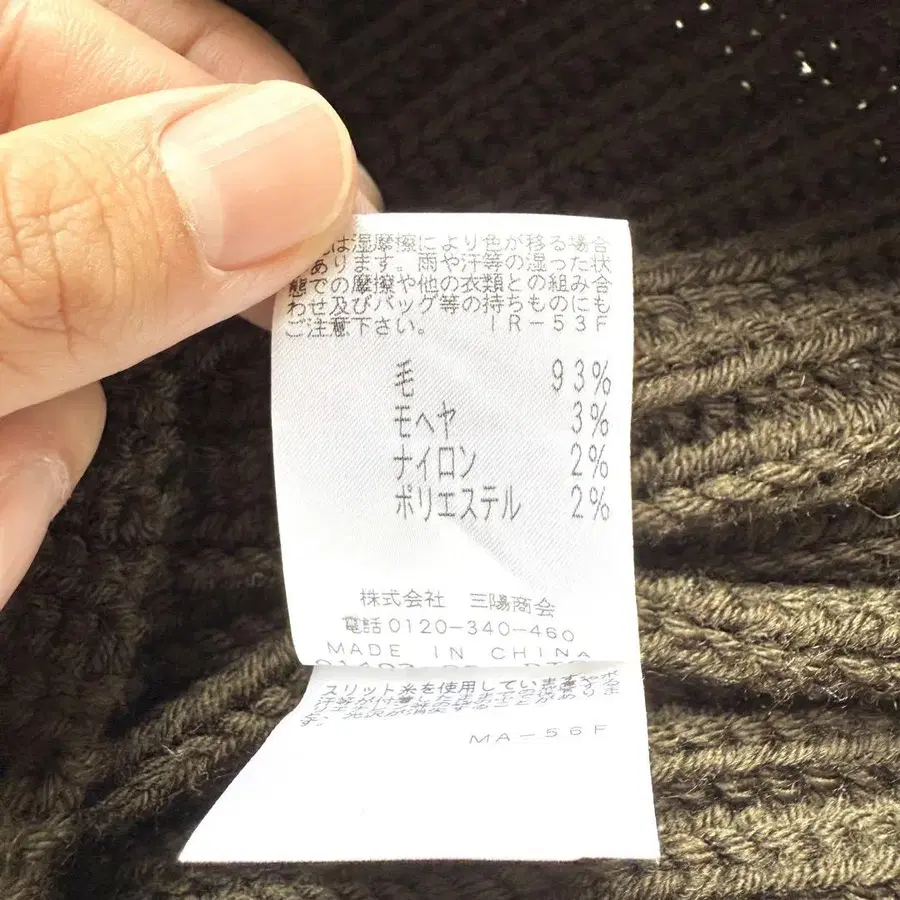 は湿摩擦により色が移る場合
があります。雨や汗等の湿った状
態での摩擦や他の衣類との組み合
わせ及びバッグ等の持ちものにも
ご注意下さい。 IR-53F
毛 93%
モヘヤ 3%
ナイロン 2%
ポリエステル 2%
株式会社 三陽商会
電話0120-340-460
MADE IN CHINA
スリット糸を使用しています
MA-56F